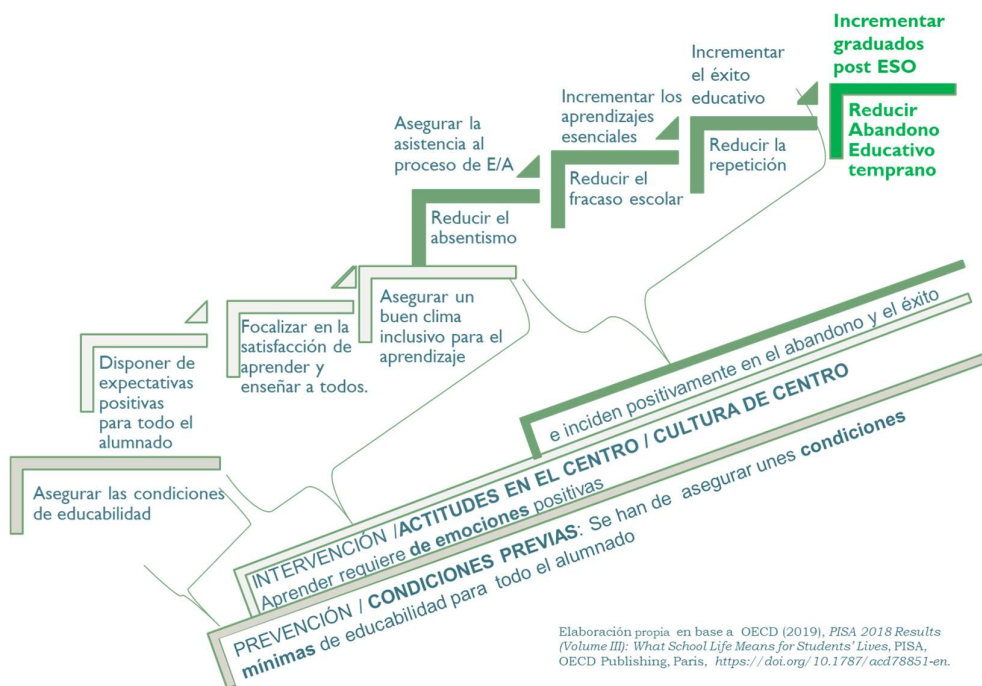 Incrementar
graduados
post ESO
Reducir
Abandono
Educativo
temprano
Incrementar
el éxito
educativo
Reducir la
repetición
Incrementar los
aprendizajes
esenciales
Reducir el
fracaso escolar
Asegurar la
asistencia al
proceso de E/A
Reducir el
absentismo
Asegurar un
buen clima
inclusivo para el
aprendizaje
Focalizar en la
satisfacción de
aprender y
enseñar a todos.
Disponer de
expectativas
positivas
para todo el
alumnado
Asegurar las condiciones
de educabilidad
e inciden positivamente en el abandono y el éxito
INTERVENCIÓN /ACTITUDES EN EL CENTRO / CULTURA DE CENTRO
Aprender requiere de emociones positivas
PREVENCIÓN / CONDICIONES PREVIAS: Se han de asegurar unes condiciones
mínimas de educabilidad para todo el alumnado
Elaboración propia en base a OECD (2019), PISA 2018 Results
(Volume III): What School Life Means for Students' Lives, PISA,
OECD Publishing, Paris, https://doi.org/10.1787/acd78851-en.